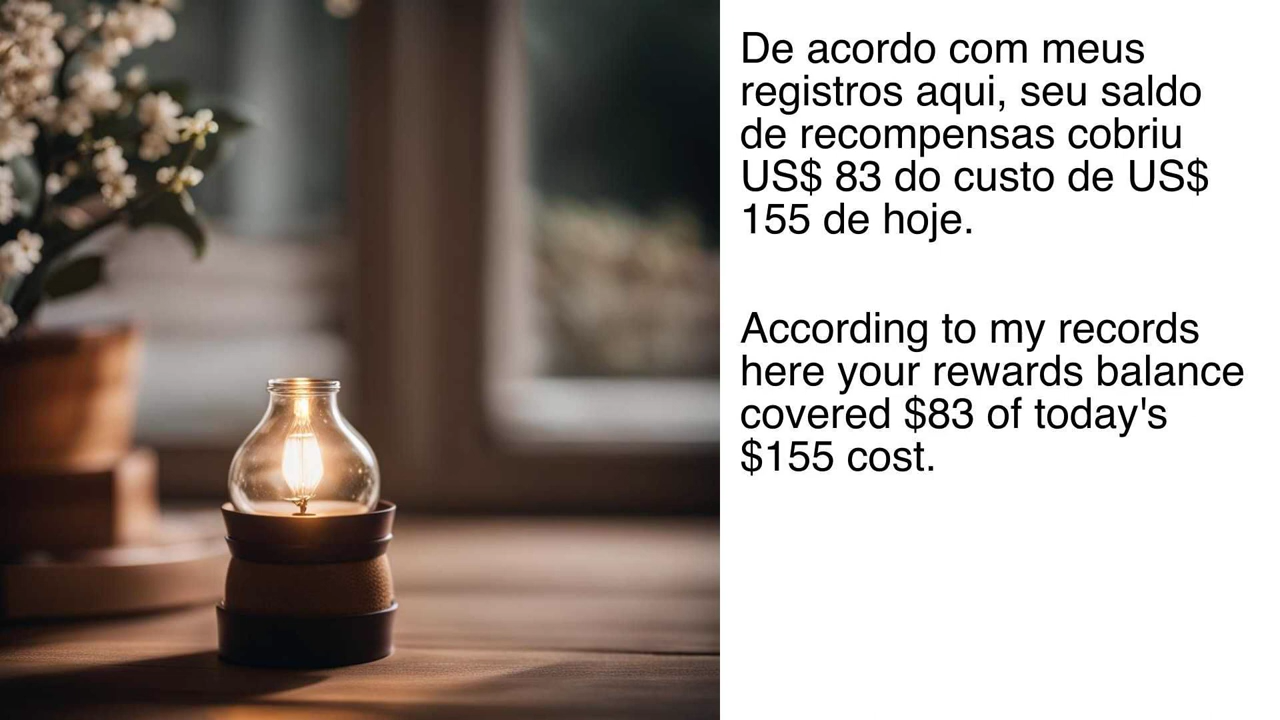 De acordo com meus
registros aqui, seu saldo
de recompensas cobriu
US$ 83 do custo de US$
155 de hoje.
According to my records
here your rewards balance
covered $83 of today's
$155 cost.